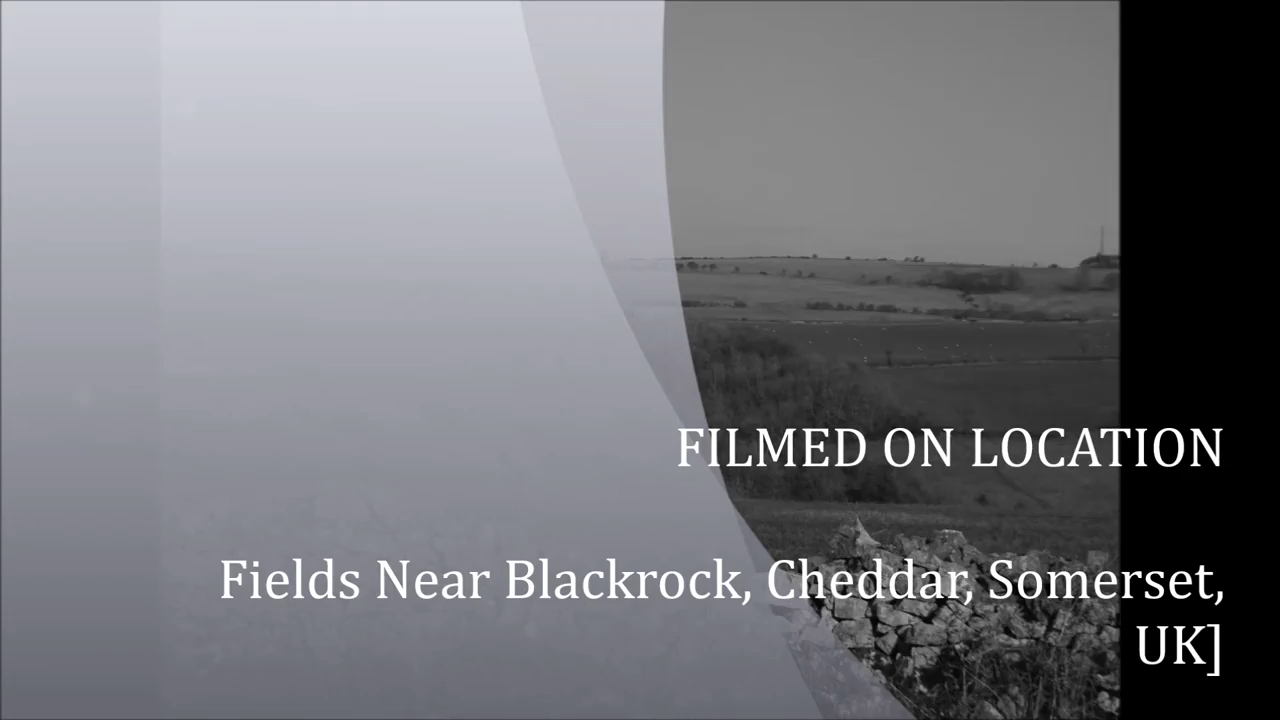 FILMED ON LOCATION
Fields Near Blackrock, Cheddar, Somerset,
UK]